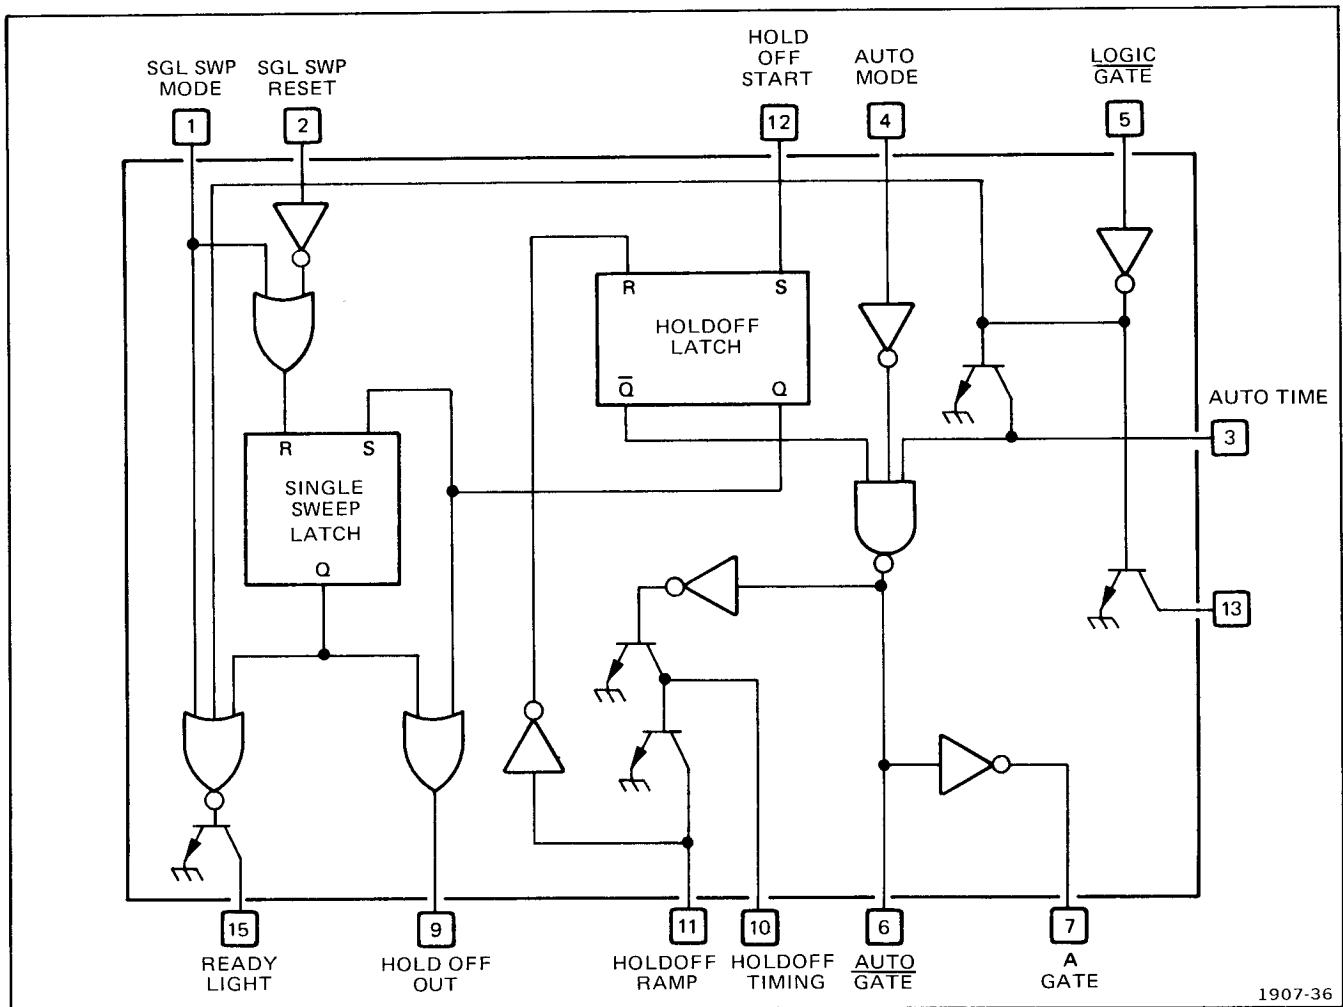 SGL SWP
MODE
SGL SWP
RESET
HOLD
OFF
START
AUTO
MODE
LOGIC
GATE
1
2
12
4
5
R
S
HOLDOFF
LATCH
Q̅
Q
AUTO TIME
3
R
S
SINGLE
SWEEP
LATCH
Q
13
15
9
11
10
6
7
READY
LIGHT
HOLD OFF
OUT
HOLDOFF
RAMP
HOLDOFF
TIMING
AUTO
GATE
A
GATE
1907-36